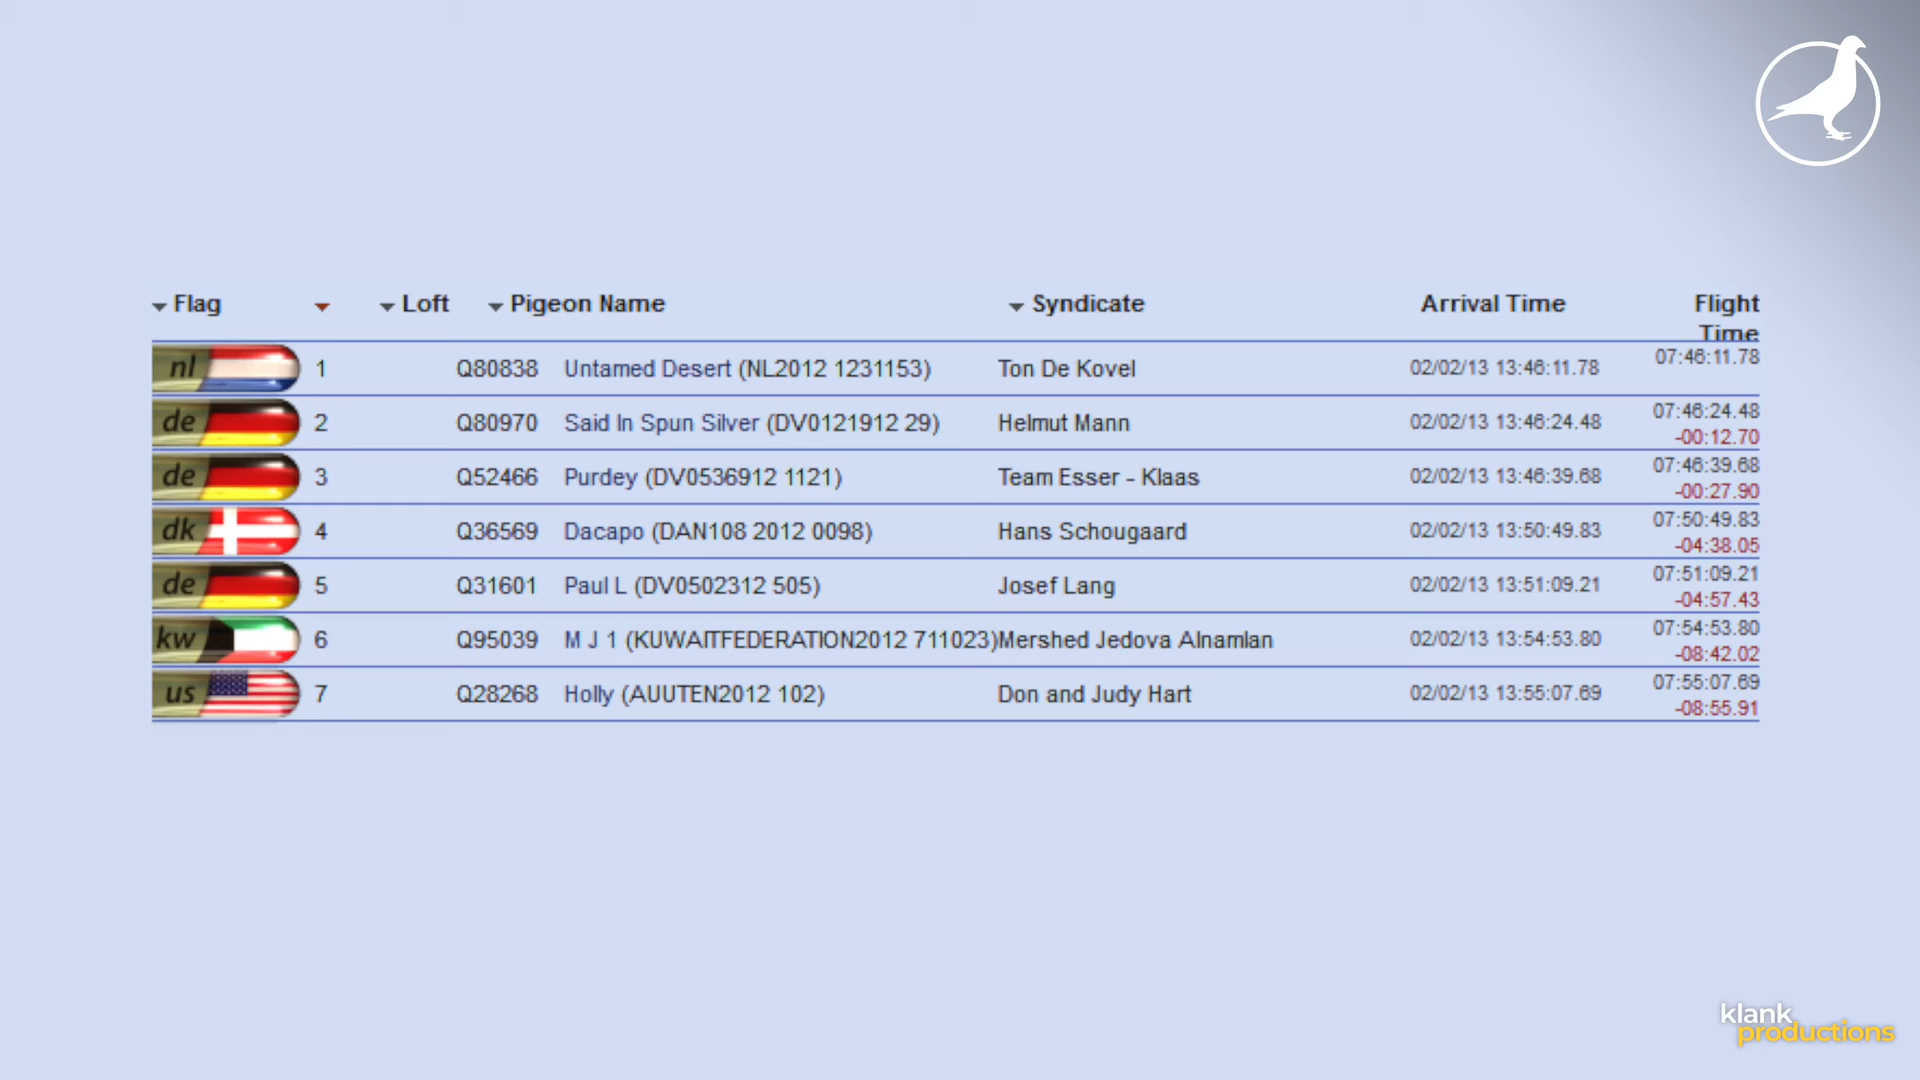 Flag Loft Pigeon Name Syndicate Arrival Time Flight Time
nl 1 Q80838 Untamed Desert (NL2012 1231153) Ton De Kovel 02/02/13 13:46:11.78 07:46:11.78
de 2 Q80970 Said In Spun Silver (DV0121912 29) Helmut Mann 02/02/13 13:46:24.48 07:46:24.48
-00:12.70
de 3 Q52466 Purdey (DV0536912 1121) Team Esser - Klaas 02/02/13 13:46:39.68 07:46:39.68
-00:27.90
dk 4 Q36569 Dacapo (DAN108 2012 0098) Hans Schougaard 02/02/13 13:50:49.83 07:50:49.83
-04:38.05
de 5 Q31601 Paul L (DV0502312 505) Josef Lang 02/02/13 13:51:09.21 07:51:09.21
-04:57.43
kw 6 Q95039 M J 1 (KUWAITFEDERATION2012 711023)Mershed Jedova Alnamlan 02/02/13 13:54:53.80 07:54:53.80
-08:42.02
us 7 Q28268 Holly (AUUTEN2012 102) Don and Judy Hart 02/02/13 13:55:07.69 07:55:07.69
-08:55.91
klank
productions